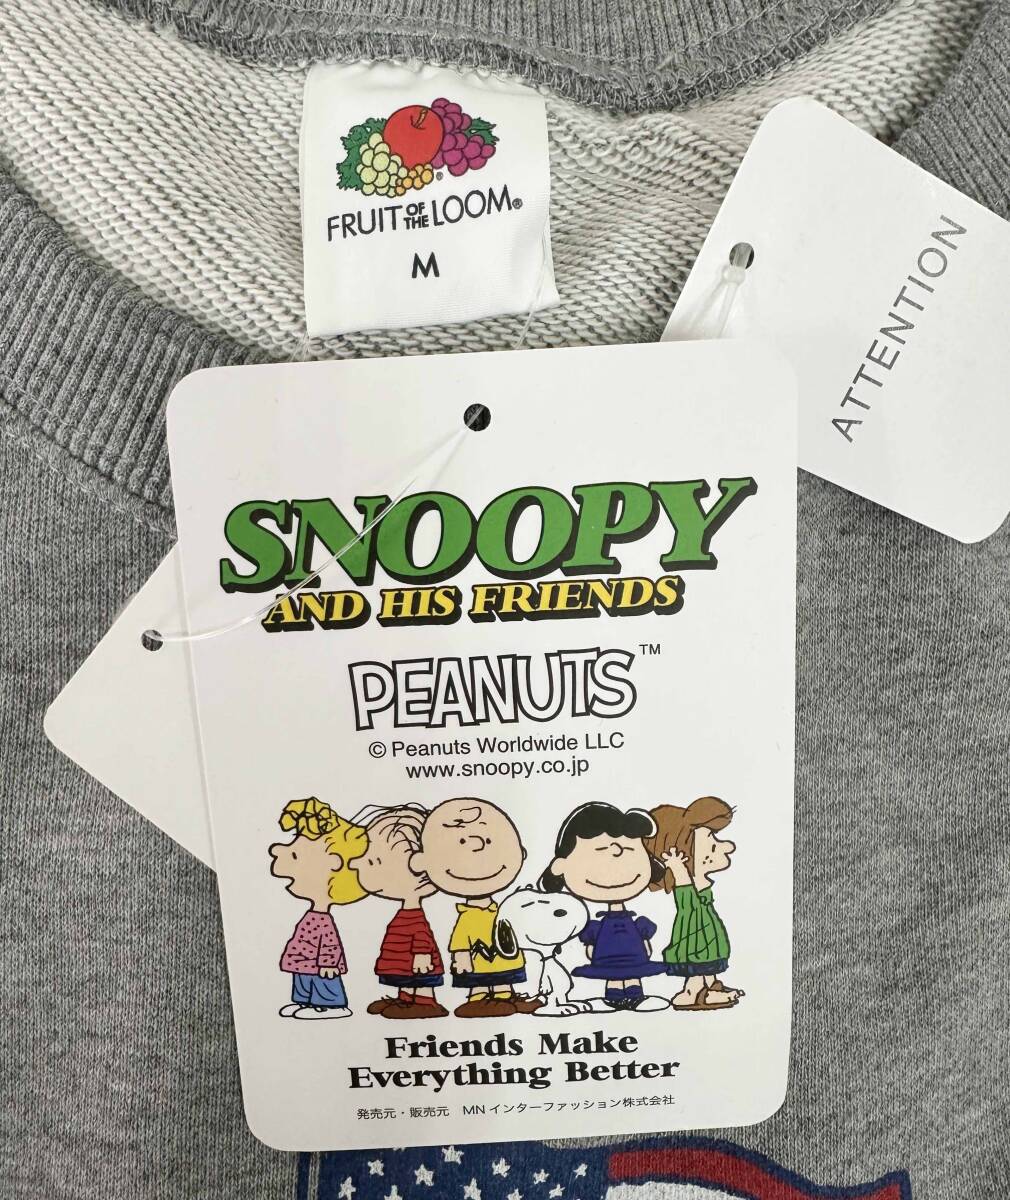 FRUIT OF THE LOOM®
M
ATTENTION
SNOOPY
AND HIS FRIENDS
PEANUTS™
© Peanuts Worldwide LLC
www.snoopy.co.jp
Friends Make
Everything Better
発売元・販売元 MNインターファッション株式会社